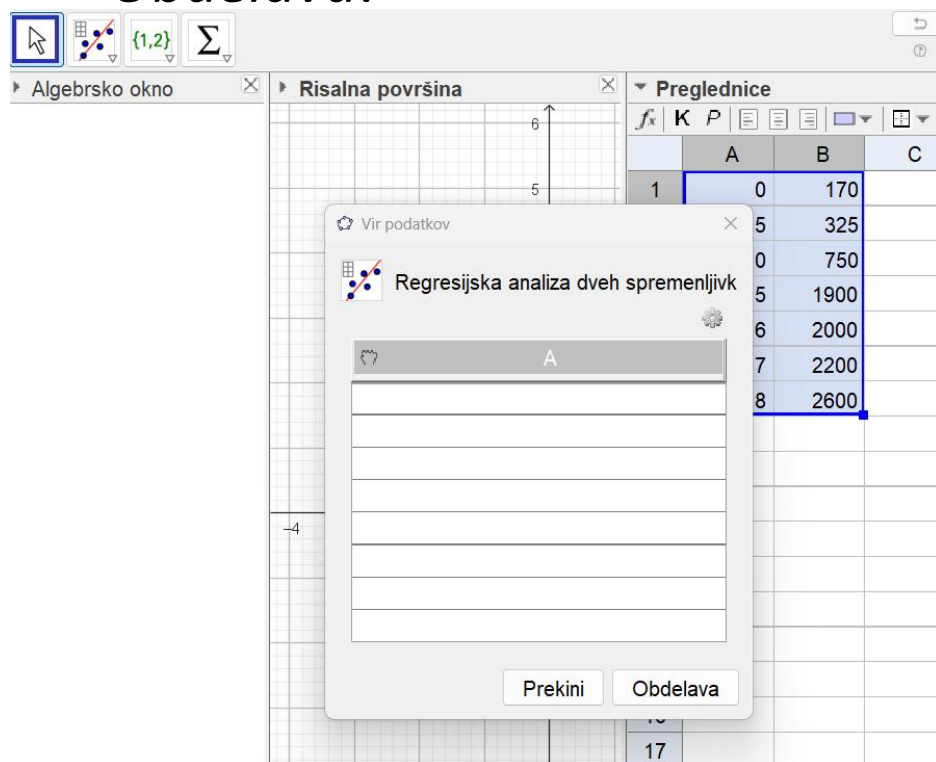 {1,2} Σ
Algebrsko okno
Risalna površina
Preglednice
fx K P
A B C
6
5
-4
1 0 170
5 325
0 750
5 1900
6 2000
7 2200
8 2600
17
Vir podatkov
Regresijska analiza dveh spremenljivk
A
Prekini Obdelava